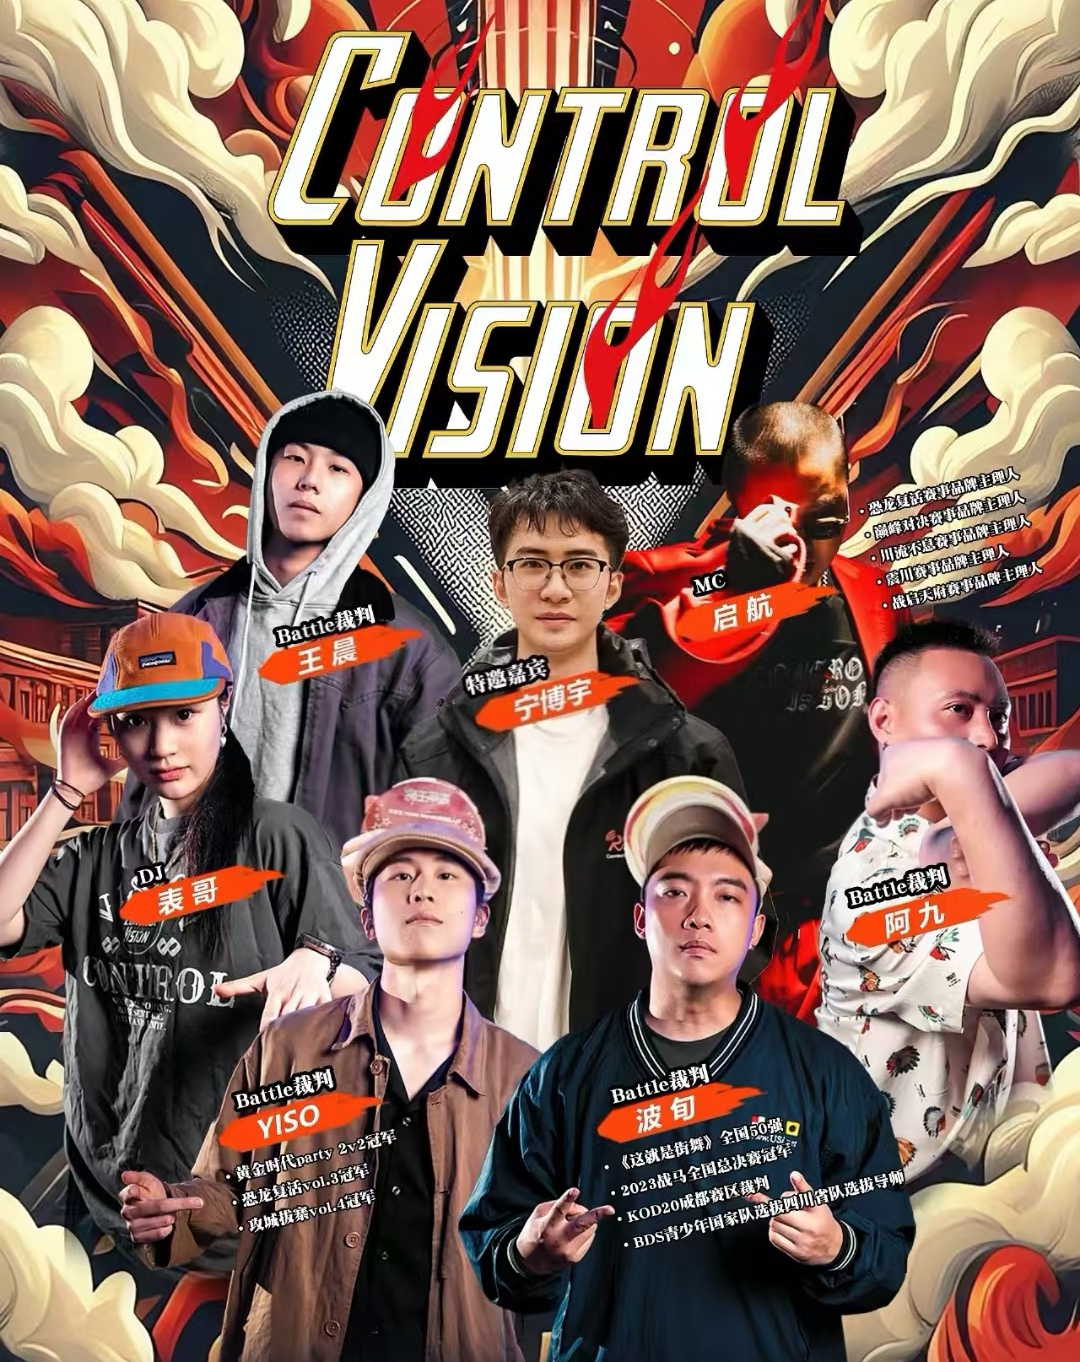 CONTROL
VISION
Battle裁判
王晨
特邀嘉宾
宁博宇
MC
启航
·恐龙复活赛事品牌主理人
·巅峰对决赛事品牌主理人
·川流不息赛事品牌主理人
·霞川赛事品牌主理人
·战启天府赛事品牌主理人
patagonia
DJ
表哥
VISION
CONTROL
Battle裁判
阿九
Battle裁判
YISO
·黄金时代party 2v2冠军
·恐龙复活vol.3冠军
·攻城拔寨vol.4冠军
Battle裁判
波旬
·《这就是街舞》全国50强
·2023战马全国总决赛冠军
·KOD20成都赛区裁判
·BDS青少年国家队选拔四川省队选拔导师